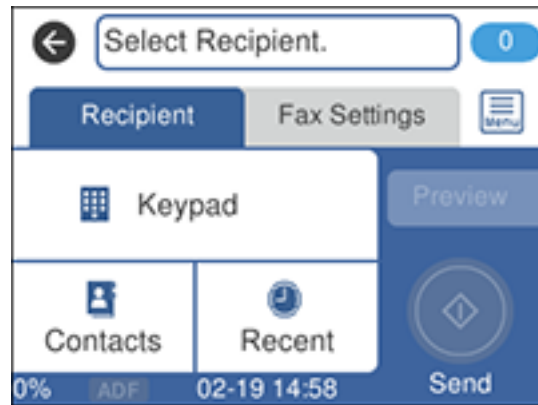 Select Recipient. 0
Recipient Fax Settings Menu
Keypad Preview
Contacts Recent
0% ADF 02-19 14:58 Send